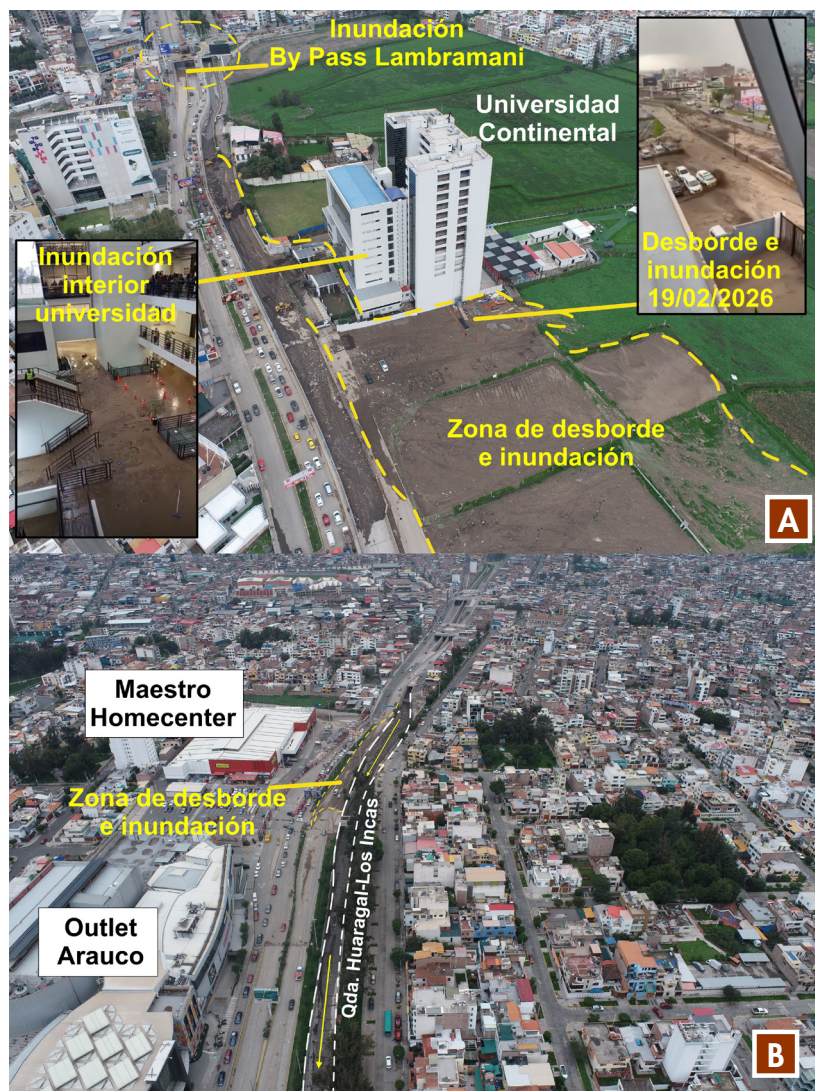 Inundación
By Pass Lambramani
Universidad
Continental
Inundación
interior
universidad
Desborde e
inundación
19/02/2026
Zona de desborde
e inundación
A
Maestro
Homecenter
Zona de desborde
e inundación
Qda. Huaragal-Los Incas
Outlet
Arauco
B